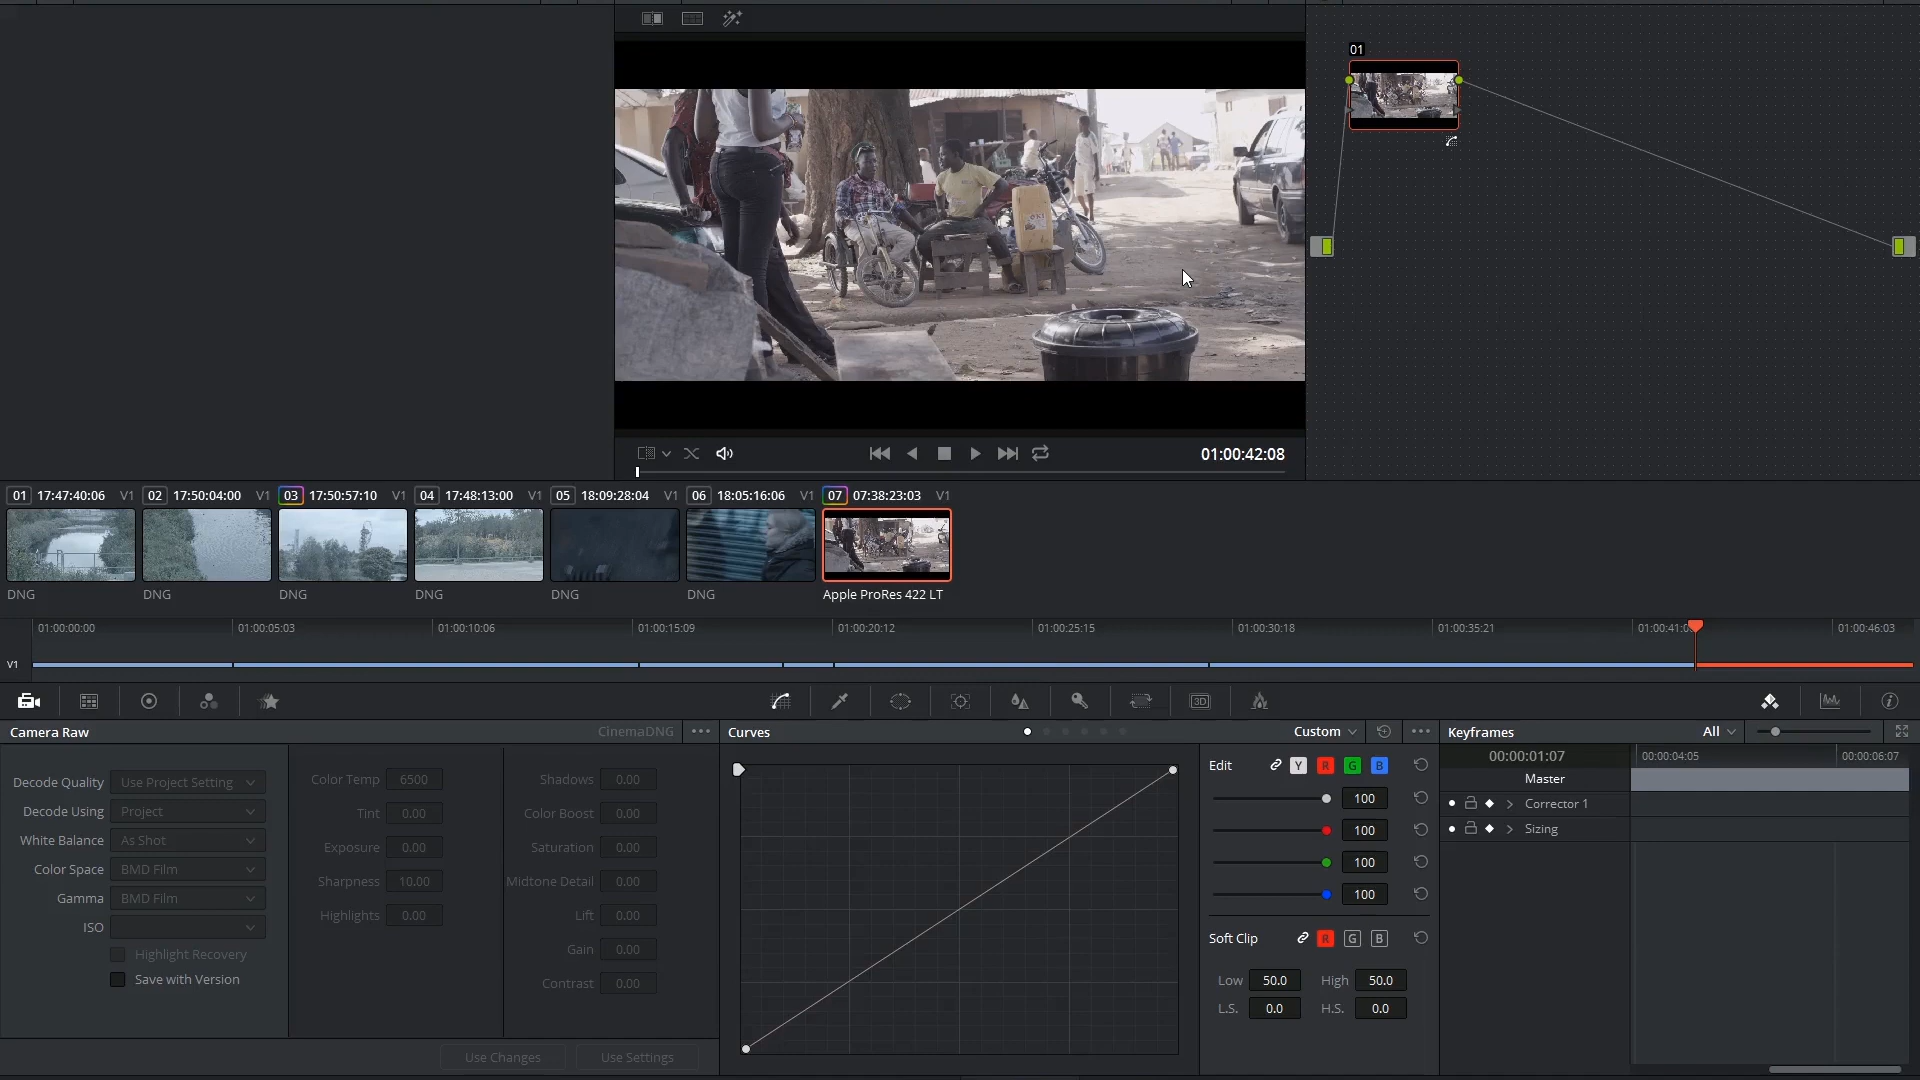 01
01:00:42:08
01 17:47:40:06 V1 02 17:50:04:00 V1 03 17:50:57:10 V1 04 17:48:13:00 V1 05 18:09:28:04 V1 06 18:05:16:06 V1 07 07:38:23:03 V1
DNG DNG DNG DNG DNG DNG Apple ProRes 422 LT
01:00:00:00 01:00:05:03 01:00:10:06 01:00:15:09 01:00:20:12 01:00:25:15 01:00:30:18 01:00:35:21 01:00:41:0 01:00:46:03
V1
3D
Camera Raw CinemaDNG Curves Custom Keyframes All
00:00:01:07 00:00:04:05 00:00:06:07
Edit Y R G B
Master
Decode Quality Use Project Setting Color Temp 6500 Shadows 0.00
100
Corrector 1
Decode Using Project Tint 0.00 Color Boost 0.00
100
Sizing
White Balance As Shot Exposure 0.00 Saturation 0.00
100
Color Space BMD Film Sharpness 10.00 Midtone Detail 0.00
100
Gamma BMD Film Highlights 0.00 Lift 0.00
ISO
Soft Clip R G B
Highlight Recovery Gain 0.00
Save with Version Contrast 0.00
Low 50.0 High 50.0
L.S. 0.0 H.S. 0.0
Use Changes Use Settings